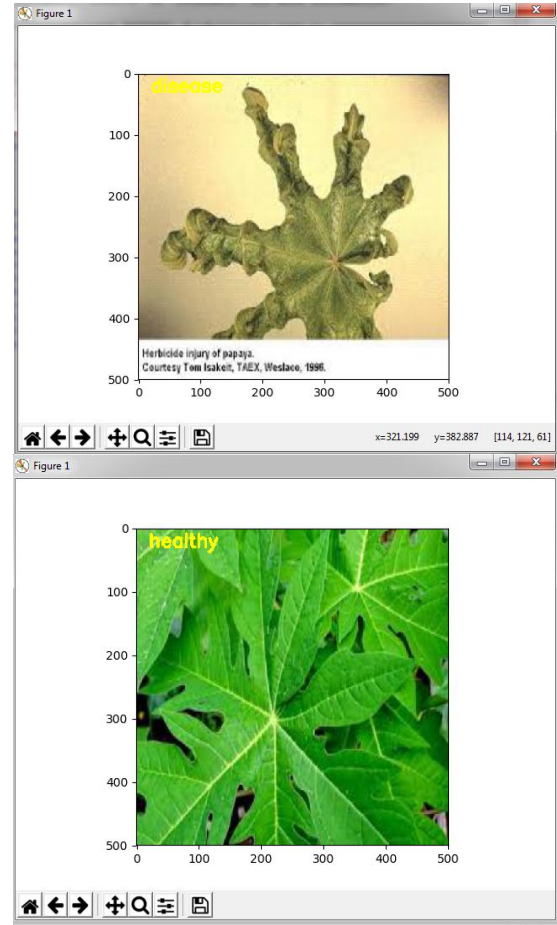 Figure 1
disease
0
100
200
300
400
500
Herbicide injury of papaya.
Courtesy Tom Isakeit, TAEX, Weslaco, 1996.
0 100 200 300 400 500
x=321.199 y=382.887 [114, 121, 61]
Figure 1
healthy
0
100
200
300
400
500
0 100 200 300 400 500